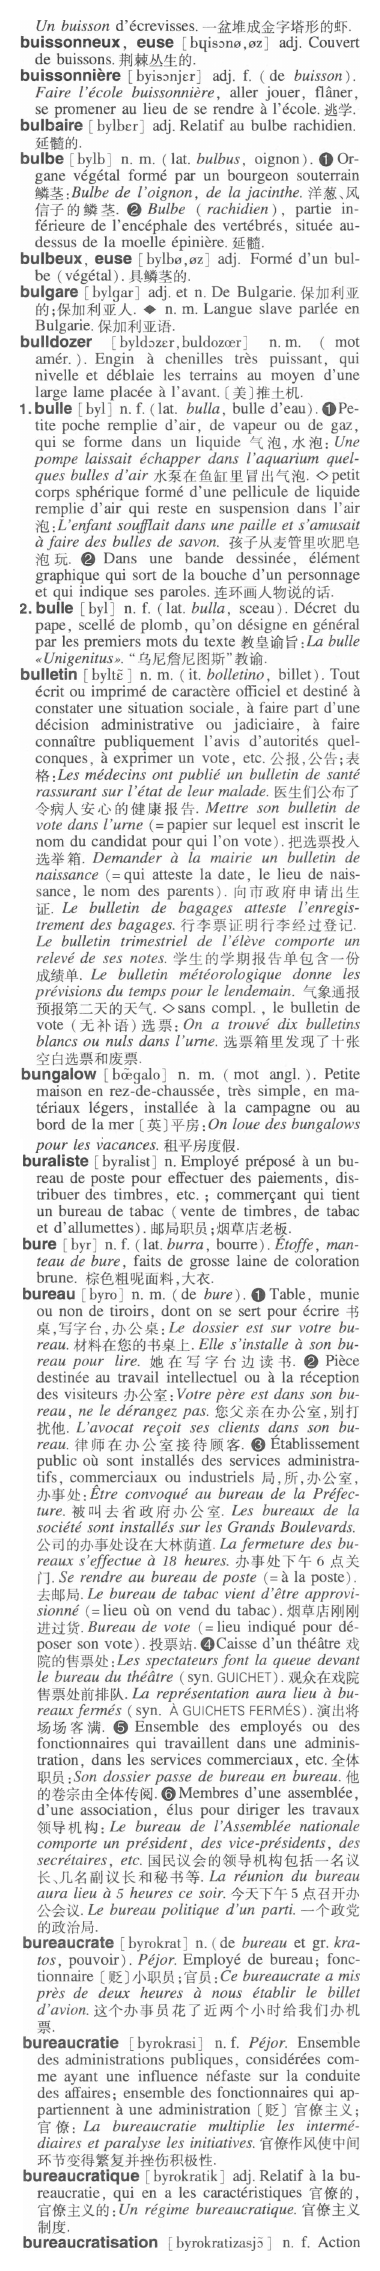 Un buisson d'écrevisses. 一盆堆成金字塔形的虾.
buissonneux, euse [bɥisɔnø,øz] adj. Couvert
de buissons. 荆棘丛生的.
buissonnière [byisɔnjɛr] adj. f. (de buisson).
Faire l'école buissonnière, aller jouer, flâner,
se promener au lieu de se rendre à l'école. 逃学.
bulbaire [bylbɛr] adj. Relatif au bulbe rachidien.
延髓的.
bulbe [bylb] n. m. (lat. bulbus, oignon). ❶ Or-
gane végétal formé par un bourgeon souterrain
鳞茎:Bulbe de l'oignon, de la jacinthe. 洋葱、风
信子的鳞茎. ❷ Bulbe (rachidien), partie in-
férieure de l'encéphale des vertébrés, située au-
dessus de la moelle épinière. 延髓.
bulbeux, euse [bylbø,øz] adj. Formé d'un bul-
be (végétal). 具鳞茎的.
bulgare [bylgar] adj. et n. De Bulgarie. 保加利亚
的;保加利亚人. ◆ n. m. Langue slave parlée en
Bulgarie. 保加利亚语.
bulldozer [byldɔzɛr,buldozœr] n. m. (mot
amér.). Engin à chenilles très puissant, qui
nivelle et déblaie les terrains au moyen d'une
large lame placée à l'avant. [美]推土机.
1. bulle [byl] n. f. (lat. bulla, bulle d'eau). ❶ Pe-
tite poche remplie d'air, de vapeur ou de gaz,
qui se forme dans un liquide 气泡,水泡: Une
pompe laissait échapper dans l'aquarium quel-
ques bulles d'air 水泵在鱼缸里冒出气泡. ◇ petit
corps sphérique formé d'une pellicule de liquide
remplie d'air qui reste en suspension dans l'air
泡:L'enfant soufflait dans une paille et s'amusait
à faire des bulles de savon. 孩子从麦管里吹肥皂
泡玩. ❷ Dans une bande dessinée, élément
graphique qui sort de la bouche d'un personnage
et qui indique ses paroles. 连环画人物说的话.
2. bulle [byl] n. f. (lat. bulla, sceau). Décret du
pape, scellé de plomb, qu'on désigne en général
par les premiers mots du texte 教皇谕旨:La bulle
«Unigenitus». “乌尼詹尼图斯”教谕.
bulletin [byltɛ̃] n. m. (it. bolletino, billet). Tout
écrit ou imprimé de caractère officiel et destiné à
constater une situation sociale, à faire part d'une
décision administrative ou jadiciaire, à faire
connaître publiquement l'avis d'autorités quel-
conques, à exprimer un vote, etc. 公报,公告;表
格:Les médecins ont publié un bulletin de santé
rassurant sur l'état de leur malade. 医生们公布了
令病人安心的健康报告. Mettre son bulletin de
vote dans l'urne (= papier sur lequel est inscrit le
nom du candidat pour qui l'on vote). 把选票投入
选举箱. Demander à la mairie un bulletin de
naissance (= qui atteste la date, le lieu de nais-
sance, le nom des parents). 向市政府申请出生
证. Le bulletin de bagages atteste l'enregis-
trement des bagages. 行李票证明行李经过登记.
Le bulletin trimestriel de l'élève comporte un
relevé de ses notes. 学生的学期报告单包含一份
成绩单. Le bulletin météorologique donne les
prévisions du temps pour le lendemain. 气象通报
预报第二天的天气. ◇ sans compl., le bulletin de
vote (无补语)选票: On a trouvé dix bulletins
blancs ou nuls dans l'urne. 选票箱里发现了十张
空白选票和废票.
bungalow [bœ̃galo] n. m. (mot angl.). Petite
maison en rez-de-chaussée, très simple, en ma-
tériaux légers, installée à la campagne ou au
bord de la mer [英]平房:On loue des bungalows
pour les vacances. 租平房度假.
buraliste [byralist] n. Employé préposé à un bu-
reau de poste pour effectuer des paiements, dis-
tribuer des timbres, etc.; commerçant qui tient
un bureau de tabac (vente de timbres, de tabac
et d'allumettes). 邮局职员;烟草店老板.
bure [byr] n. f. (lat. burra, bourre). Étoffe, man-
teau de bure, faits de grosse laine de coloration
brune. 棕色粗呢面料,大衣.
bureau [byro] n. m. (de bure). ❶ Table, munie
ou non de tiroirs, dont on se sert pour écrire 书
桌,写字台,办公桌: Le dossier est sur votre bu-
reau. 材料在您的书桌上. Elle s'installe à son bu-
reau pour lire. 她在写字台边读书. ❷ Pièce
destinée au travail intellectuel ou à la réception
des visiteurs 办公室:Votre père est dans son bu-
reau, ne le dérangez pas. 您父亲在办公室,别打
扰他. L'avocat reçoit ses clients dans son bu-
reau. 律师在办公室接待顾客. ❸ Établissement
public où sont installés des services administra-
tifs, commerciaux ou industriels 局,所,办公室,
办事处:Être convoqué au bureau de la Préfec-
ture. 被叫去省政府办公室. Les bureaux de la
société sont installés sur les Grands Boulevards.
公司的办事处设在大林荫道. La fermeture des bu-
reaux s'effectue à 18 heures. 办事处下午6点关
门. Se rendre au bureau de poste (= à la poste).
去邮局. Le bureau de tabac vient d'être approvi-
sionné (= lieu où on vend du tabac). 烟草店刚刚
进过货. Bureau de vote (= lieu indiqué pour dé-
poser son vote). 投票站. ❹ Caisse d'un théâtre 戏
院的售票处:Les spectateurs font la queue devant
le bureau du théâtre (syn. GUICHET). 观众在戏院
售票处前排队. La représentation aura lieu à bu-
reaux fermés (syn. À GUICHETS FERMÉS). 演出将
场场客满. ❺ Ensemble des employés ou des
fonctionnaires qui travaillent dans une adminis-
tration, dans les services commerciaux, etc. 全体
职员:Son dossier passe de bureau en bureau. 他
的卷宗由全体传阅. ❻ Membres d'une assemblée,
d'une association, élus pour diriger les travaux
领导机构: Le bureau de l'Assemblée nationale
comporte un président, des vice-présidents, des
secrétaires, etc. 国民议会的领导机构包括一名议
长、几名副议长和秘书等. La réunion du bureau
aura lieu à 5 heures ce soir. 今天下午5点召开办
公会议. Le bureau politique d'un parti. 一个政党
的政治局.
bureaucrate [byrokrat] n. (de bureau et gr. kra-
tos, pouvoir). Péjor. Employé de bureau; fonc-
tionnaire [贬]小职员;官员:Ce bureaucrate a mis
près de deux heures à nous établir le billet
d'avion. 这个办事员花了近两个小时给我们办机
票.
bureaucratie [byrokrasi] n. f. Péjor. Ensemble
des administrations publiques, considérées com-
me ayant une influence néfaste sur la conduite
des affaires; ensemble des fonctionnaires qui ap-
partiennent à une administration [贬]官僚主义;
官僚: La bureaucratie multiplie les intermé-
diaires et paralyse les initiatives. 官僚作风使中间
环节变得繁复并挫伤积极性.
bureaucratique [byrokratik] adj. Relatif à la bu-
reaucratie, qui en a les caractéristiques 官僚的,
官僚主义的:Un régime bureaucratique. 官僚主义
制度.
bureaucratisation [byrokratizasjɔ̃] n. f. Action